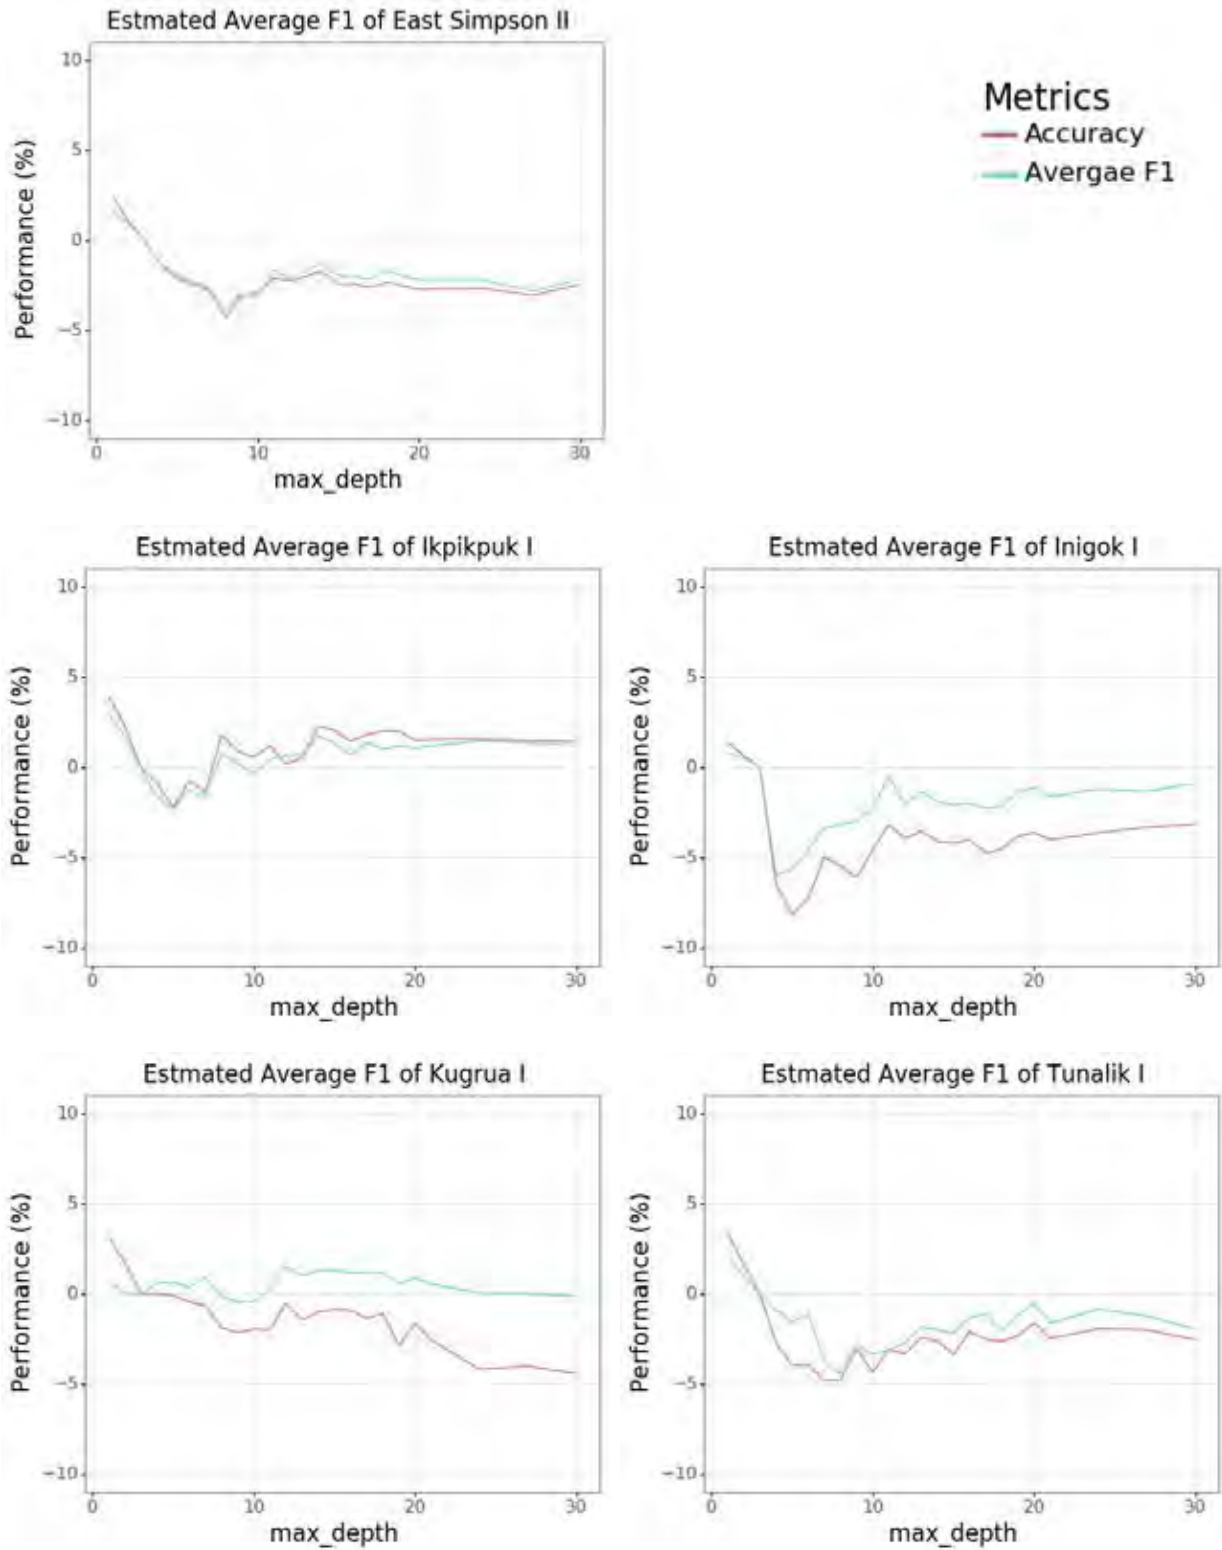 Estmated Average F1 of East Simpson II
10
5
0
−5
−10
Performance (%)
0 10 20 30
max_depth
Metrics
Accuracy
Avergae F1
Estmated Average F1 of Ikpikpuk I
10
5
0
−5
−10
Performance (%)
0 10 20 30
max_depth
Estmated Average F1 of Inigok I
10
5
0
−5
−10
Performance (%)
0 10 20 30
max_depth
Estmated Average F1 of Kugrua I
10
5
0
−5
−10
Performance (%)
0 10 20 30
max_depth
Estmated Average F1 of Tunalik I
10
5
0
−5
−10
Performance (%)
0 10 20 30
max_depth